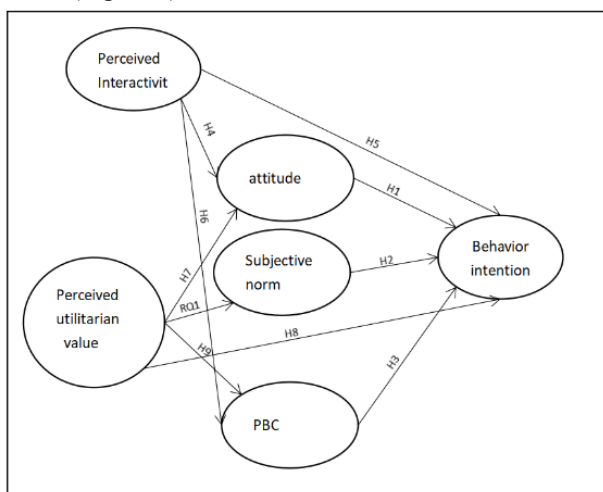 Perceived
Interactivit
H5
H4
attitude
H1
H6
Behavior
intention
Subjective
norm
H2
H7
Perceived
utilitarian
value
RQ1
H8
H9
H3
PBC